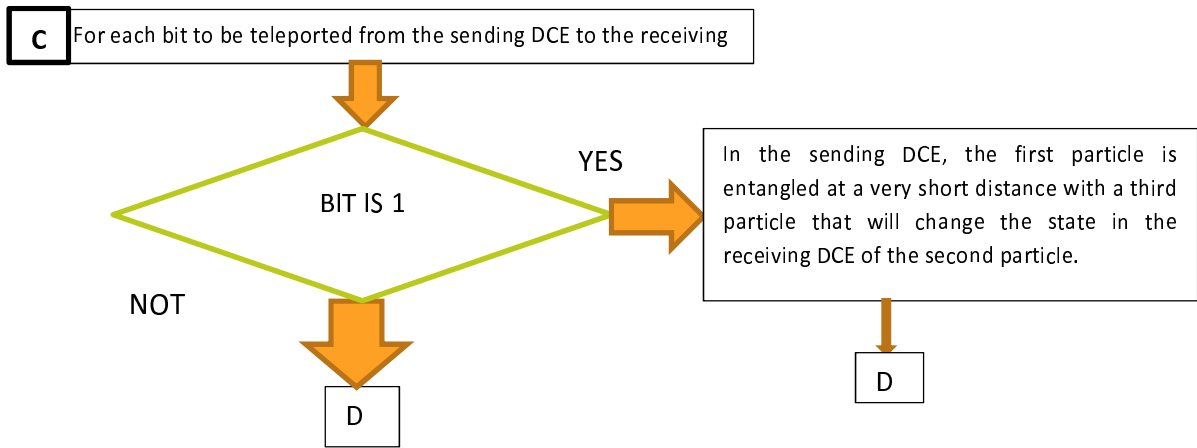 C
For each bit to be teleported from the sending DCE to the receiving
YES
In the sending DCE, the first particle is
entangled at a very short distance with a third
particle that will change the state in the
receiving DCE of the second particle.
BIT IS 1
NOT
D
D